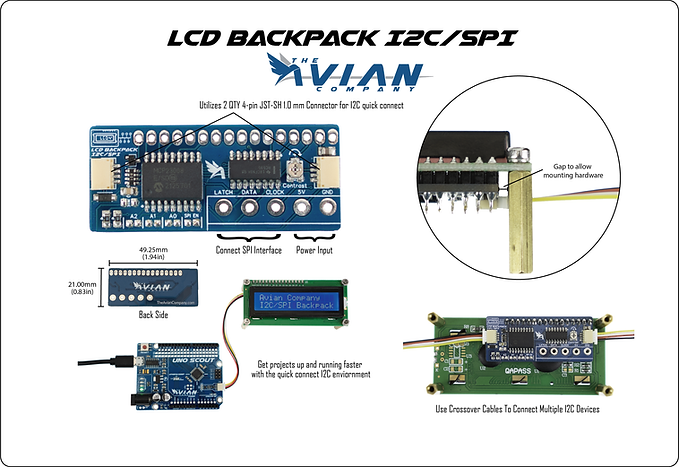 LCD BACKPACK I2C/SPI
THE
AVIAN
COMPANY
Utilizes 2 QTY 4-pin JST-SH 1.0 mm Connector for I2C quick connect
LCD BACKPACK
I2C/SPI
Contrast
LATCH DATA CLOCK 5V GND
A2 A1 A0 SPI EN
Connect SPI Interface
Power Input
Gap to allow
mounting hardware
49.25mm
(1.94in)
21.00mm
(0.83in)
AVIAN
TheAvianCompany.com
Back Side
Avian Company
I2C/SPI Backpack
UNO SCOUT
AVIAN
Get projects up and running faster
with the quick connect I2C enviornment
QAPASS
Use Crossover Cables To Connect Multiple I2C Devices